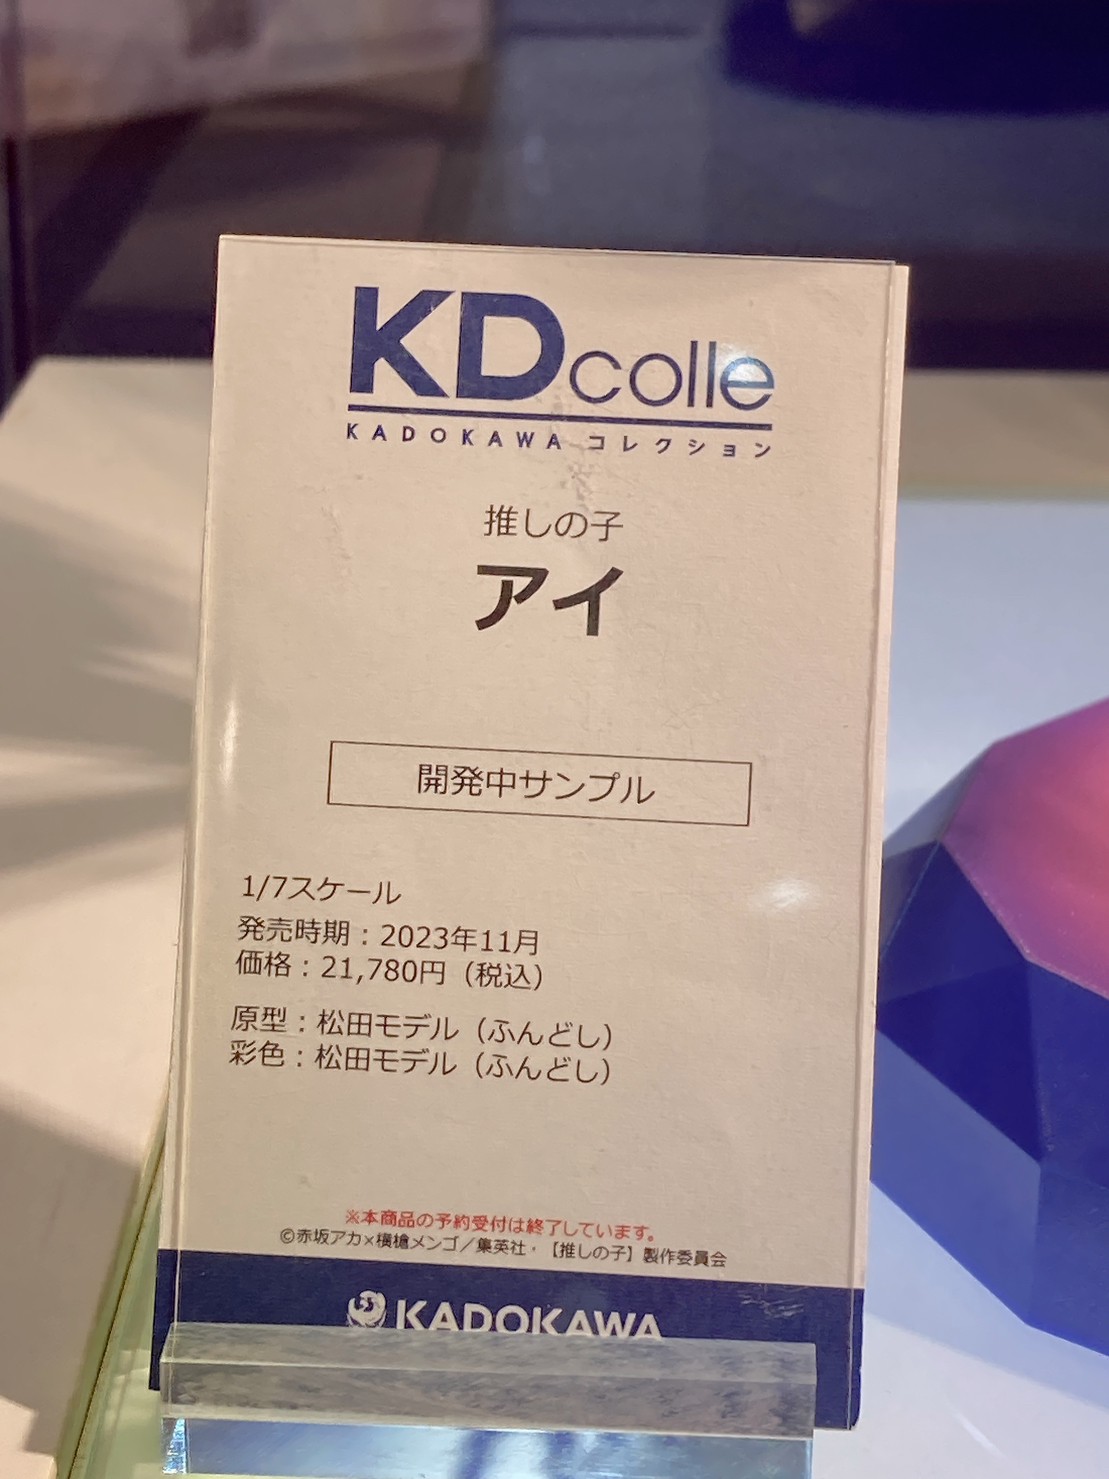 KDcolle
KADOKAWA コレクション
推しの子
アイ
開発中サンプル
1/7スケール
発売時期：2023年11月
価格：21,780円（税込）
原型：松田モデル（ふんどし）
彩色：松田モデル（ふんどし）
※本商品の予約受付は終了しています。
©赤坂アカ×横槍メンゴ／集英社・【推しの子】製作委員会
KADOKAWA